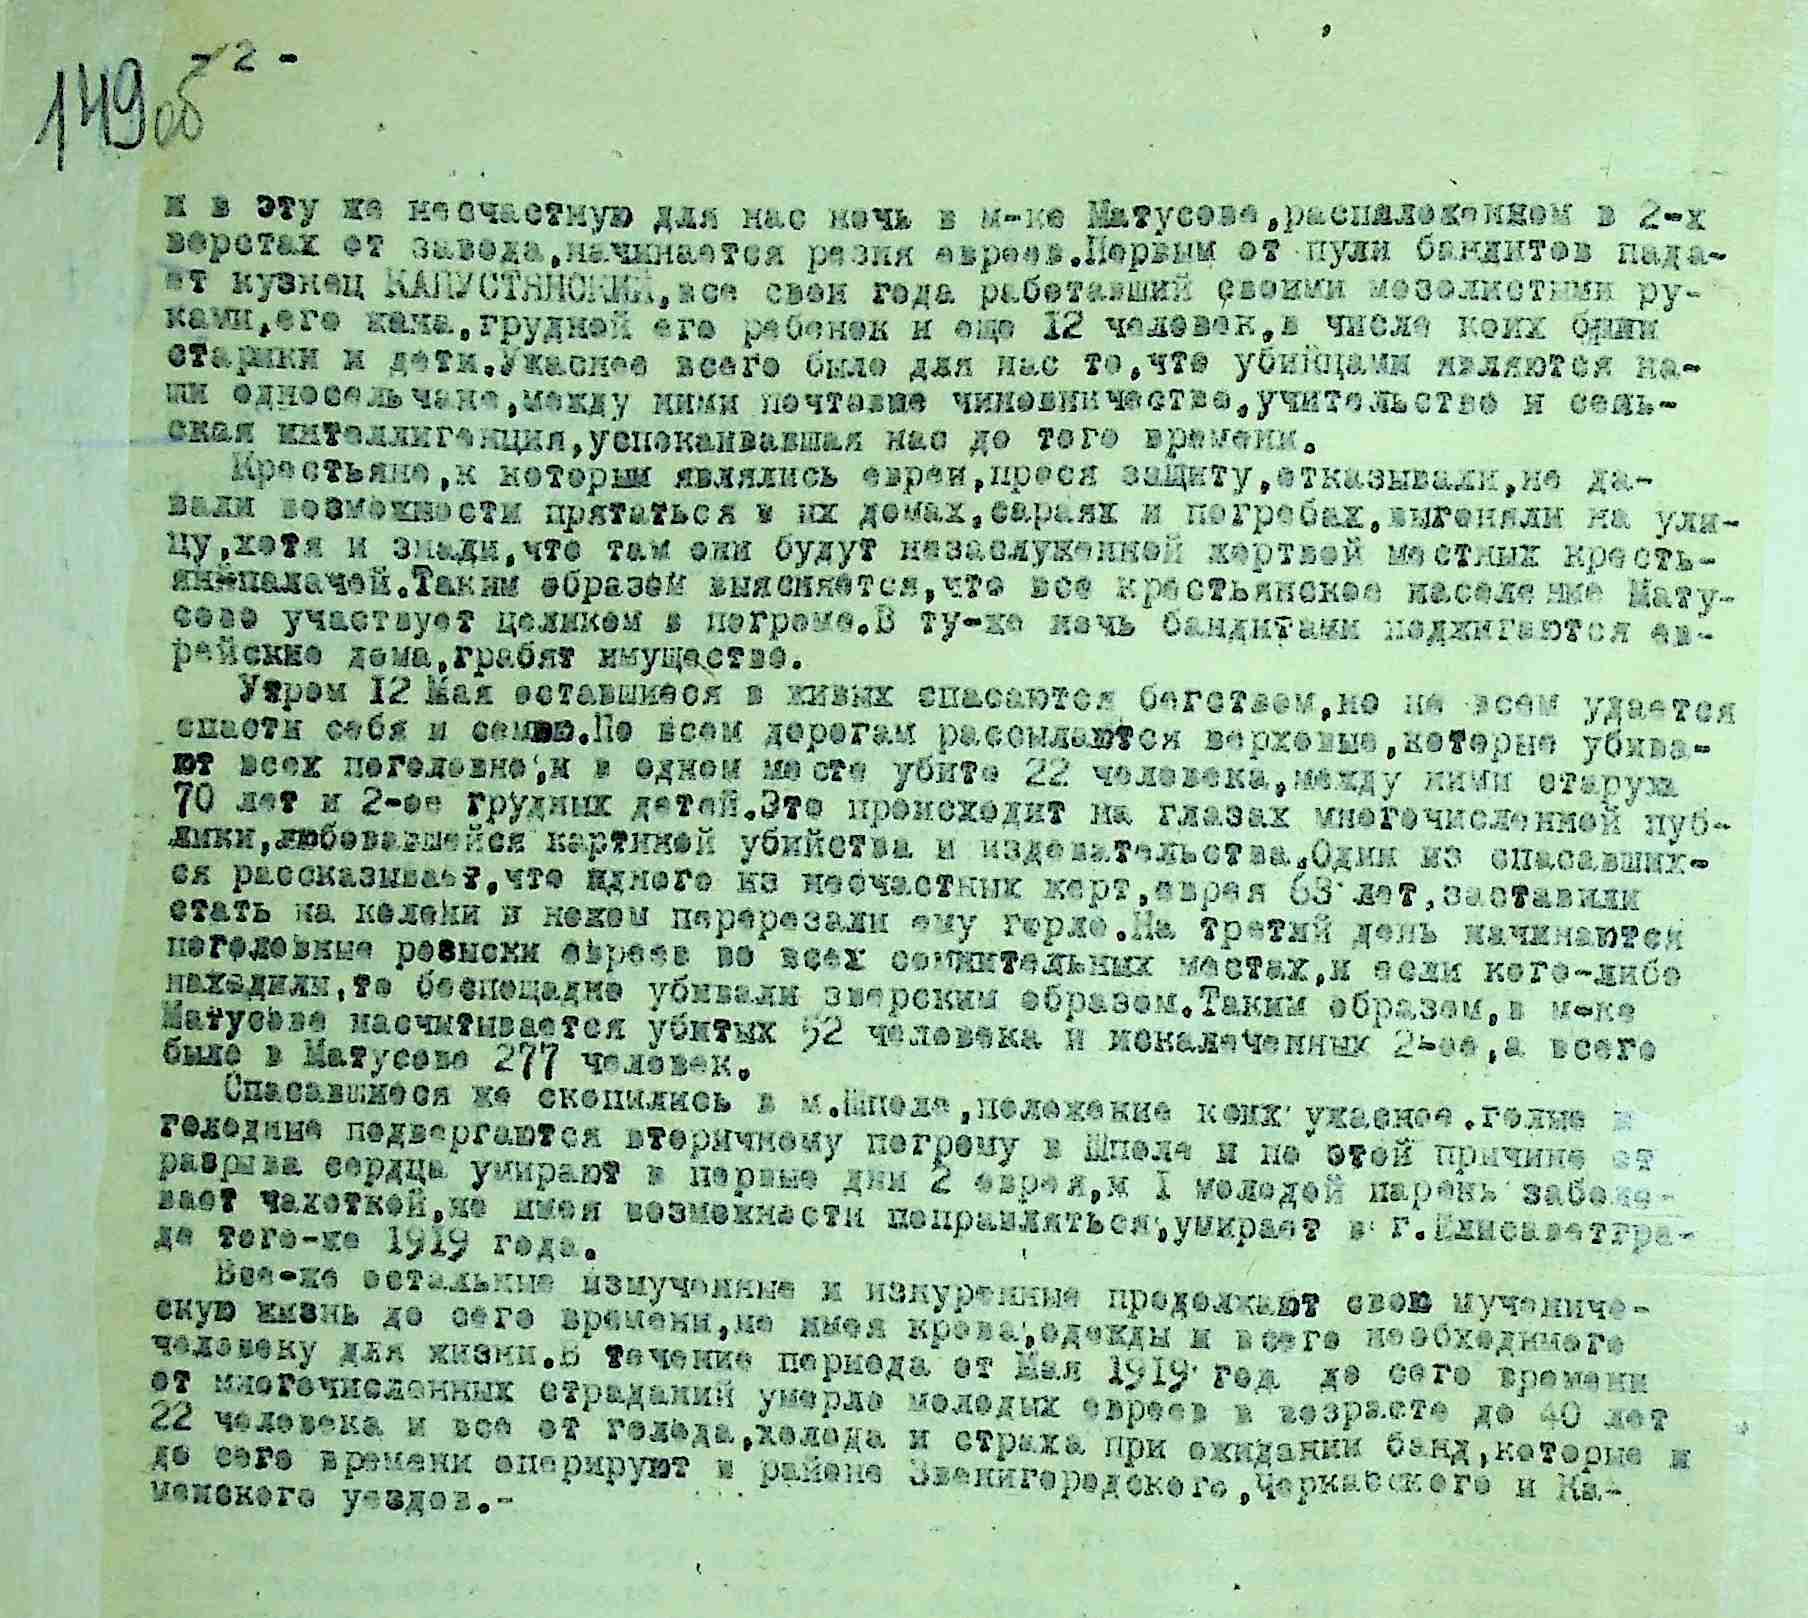 - 2 -
149 об
и в эту же несчастную для нас ночь в м-ке Матусове,распаложенном в 2-х
верстах от завода,начинается резня евреев.Первым от пули бандитов пада-
ет кузнец КАПУСТЯНСКИЙ,все свои года работавший своими мозолистыми ру-
ками,его жена,грудной его ребенок и еще 12 человек,в числе коих были
старики и дети.Ужаснее всего было для нас то,что убийцами являются на-
ши односельчане,между ними почтовые чиновничество,учительство и сель-
ская интеллигенция,успокаивавшая нас до того времени.
Крестьяне,к которым являлись евреи,прося защиту,отказывали,не да-
вали возможности прятаться в их домах,сараях и погребах,выгоняли на ули-
цу,хотя и знали,что там они будут незаслуженной жертвой местных кресть-
ян-палачей.Таким образом выясняется,что все крестьянское население Мату-
сово участвует целиком в погроме.В ту-же ночь бандитами поджигаются ев-
рейские дома,грабят имущество.
Утром 12 Мая оставшиеся в живых спасаются бегством,но не всем удается
спасти себя и семью.По всем дорогам рассылаются верховые,которые убива-
ют всех поголовно,и в одном месте убито 22 человека,между ними старуха
70 лет и 2-ое грудных детей.Это происходит на глазах многочисленной пуб-
лики,любовавшейся картиной убийства и издевательства.Один из спасавших-
ся рассказывает,что одного из несчастных жерт,еврея 63 лет,заставили
стать на колени и ножом перерезали ему горло.На третий день начинаются
поголовные розыски евреев во всех сомнительных местах,и если кого-либо
находили,то беспощадно убивали зверским образом.Таким образом,в м-ке
Матусове насчитывается убитых 52 человека и искалеченных 2-ое,а всего
было в Матусове 277 человек.
Спасавшиеся же скопились в м.Шпола,положение коих ужасное.голые и
голодные подвергаются вторичному погрому в Шполе и по этой причине от
разрыва сердца умирают в первые дни 2 еврея,и I молодой парень заболе-
вает чахоткой,не имея возможности поправляться,умирает в г.Елисаветгра-
де того-же 1919 года.
Все-же остальные измученные и изнуренные продолжают свою мучениче-
скую жизнь до сего времени,не имея крова,одежды и всего необходимого
человеку для жизни.В течение периода от Мая 1919 год до сего времени
от многочисленных страданий умерло молодых евреев в возрасте до 40 лет
22 человека и все от голода,холода и страха при ожидании банд,которые и
до сего времени оперируют в районе Звенигородского,Черкасского и Ка-
менского уездов.-